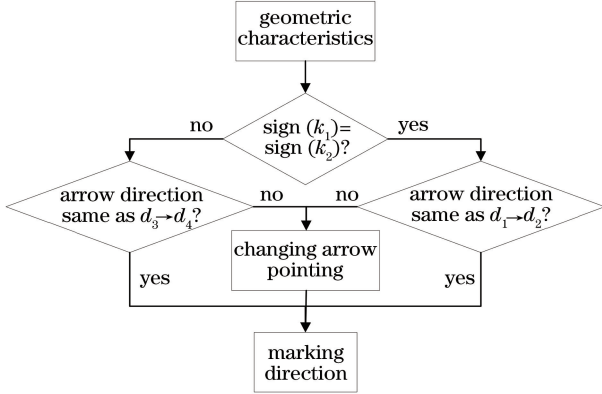 geometric
characteristics
no
sign (k₁)=
sign (k₂)?
yes
arrow direction
same as d₃→d₄?
no
no
arrow direction
same as d₁→d₂?
changing arrow
pointing
yes
yes
marking
direction